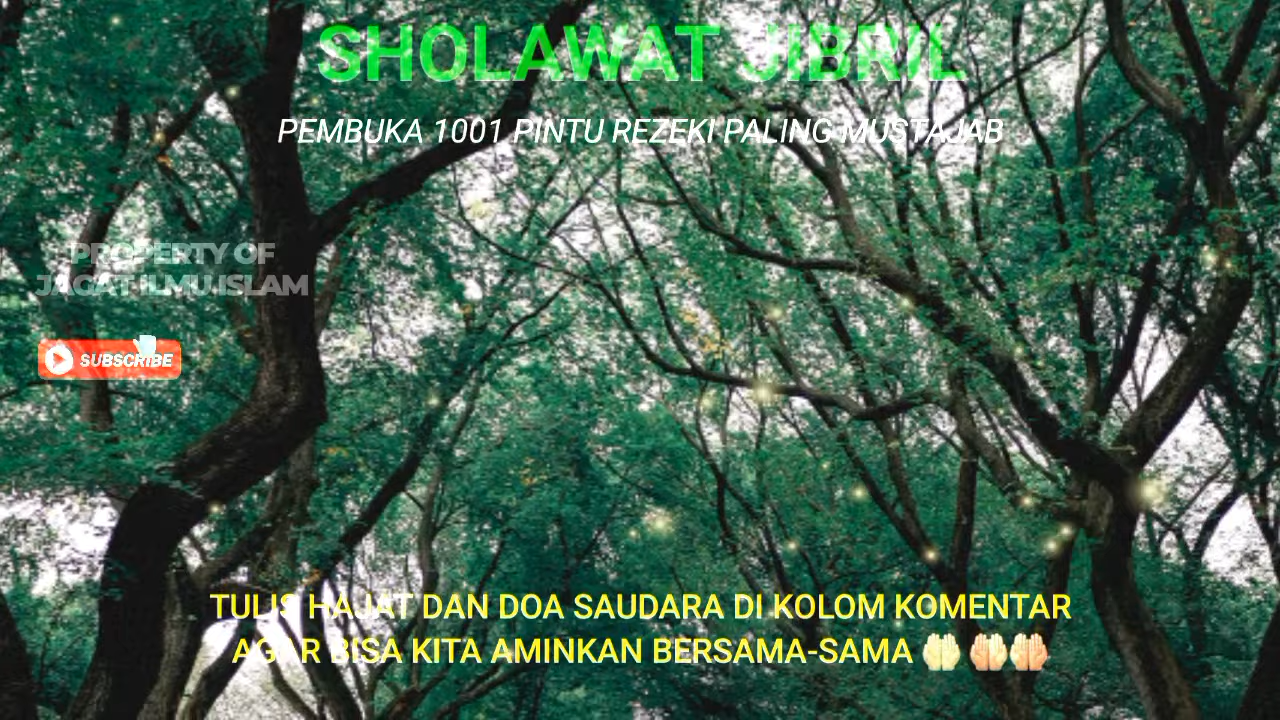 SHOLAWAT JIBRIL
PEMBUKA 1001 PINTU REZEKI PALING MUSTAJAB
PROPERTY OF
JAGAT.ILMU.ISLAM
SUBSCRIBE
TULIS HAJAT DAN DOA SAUDARA DI KOLOM KOMENTAR
AGAR BISA KITA AMINKAN BERSAMA-SAMA 🤲🏻 🤲🏼 🤲🏼